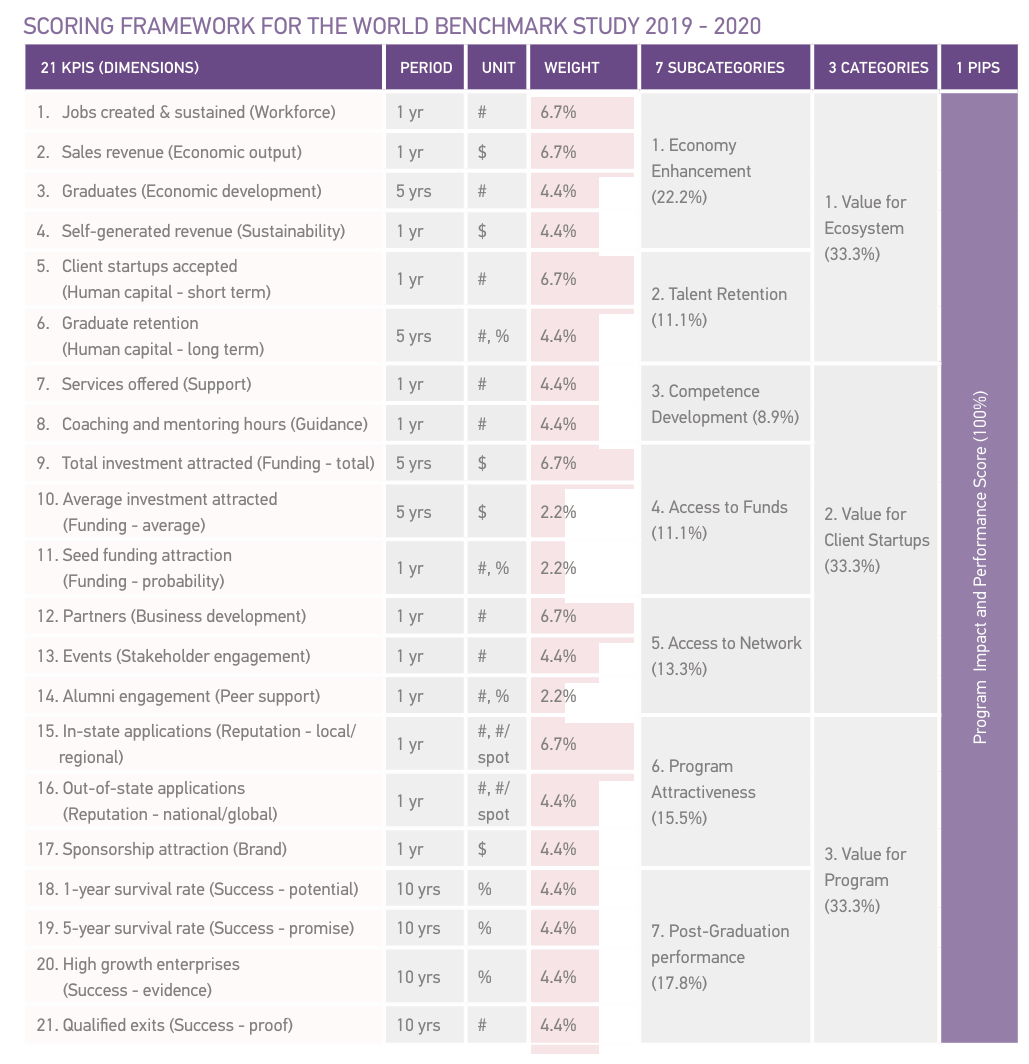 SCORING FRAMEWORK FOR THE WORLD BENCHMARK STUDY 2019 - 2020
21 KPIS (DIMENSIONS) PERIOD UNIT WEIGHT 7 SUBCATEGORIES 3 CATEGORIES 1 PIPS
1. Jobs created & sustained (Workforce) 1 yr # 6.7%
2. Sales revenue (Economic output) 1 yr $ 6.7%
3. Graduates (Economic development) 5 yrs # 4.4%
4. Self-generated revenue (Sustainability) 1 yr $ 4.4%
5. Client startups accepted
(Human capital - short term) 1 yr # 6.7%
6. Graduate retention
(Human capital - long term) 5 yrs #, % 4.4%
7. Services offered (Support) 1 yr # 4.4%
8. Coaching and mentoring hours (Guidance) 1 yr # 4.4%
9. Total investment attracted (Funding - total) 5 yrs $ 6.7%
10. Average investment attracted
(Funding - average) 5 yrs $ 2.2%
11. Seed funding attraction
(Funding - probability) 1 yr #, % 2.2%
12. Partners (Business development) 1 yr # 6.7%
13. Events (Stakeholder engagement) 1 yr # 4.4%
14. Alumni engagement (Peer support) 1 yr #, % 2.2%
15. In-state applications (Reputation - local/
regional) 1 yr #, #/
spot 6.7%
16. Out-of-state applications
(Reputation - national/global) 1 yr #, #/
spot 4.4%
17. Sponsorship attraction (Brand) 1 yr $ 4.4%
18. 1-year survival rate (Success - potential) 10 yrs % 4.4%
19. 5-year survival rate (Success - promise) 10 yrs % 4.4%
20. High growth enterprises
(Success - evidence) 10 yrs % 4.4%
21. Qualified exits (Success - proof) 10 yrs # 4.4%
1. Economy
Enhancement
(22.2%)
2. Talent Retention
(11.1%)
3. Competence
Development (8.9%)
4. Access to Funds
(11.1%)
5. Access to Network
(13.3%)
6. Program
Attractiveness
(15.5%)
7. Post-Graduation
performance
(17.8%)
1. Value for
Ecosystem
(33.3%)
2. Value for
Client Startups
(33.3%)
3. Value for
Program
(33.3%)
Program Impact and Performance Score (100%)